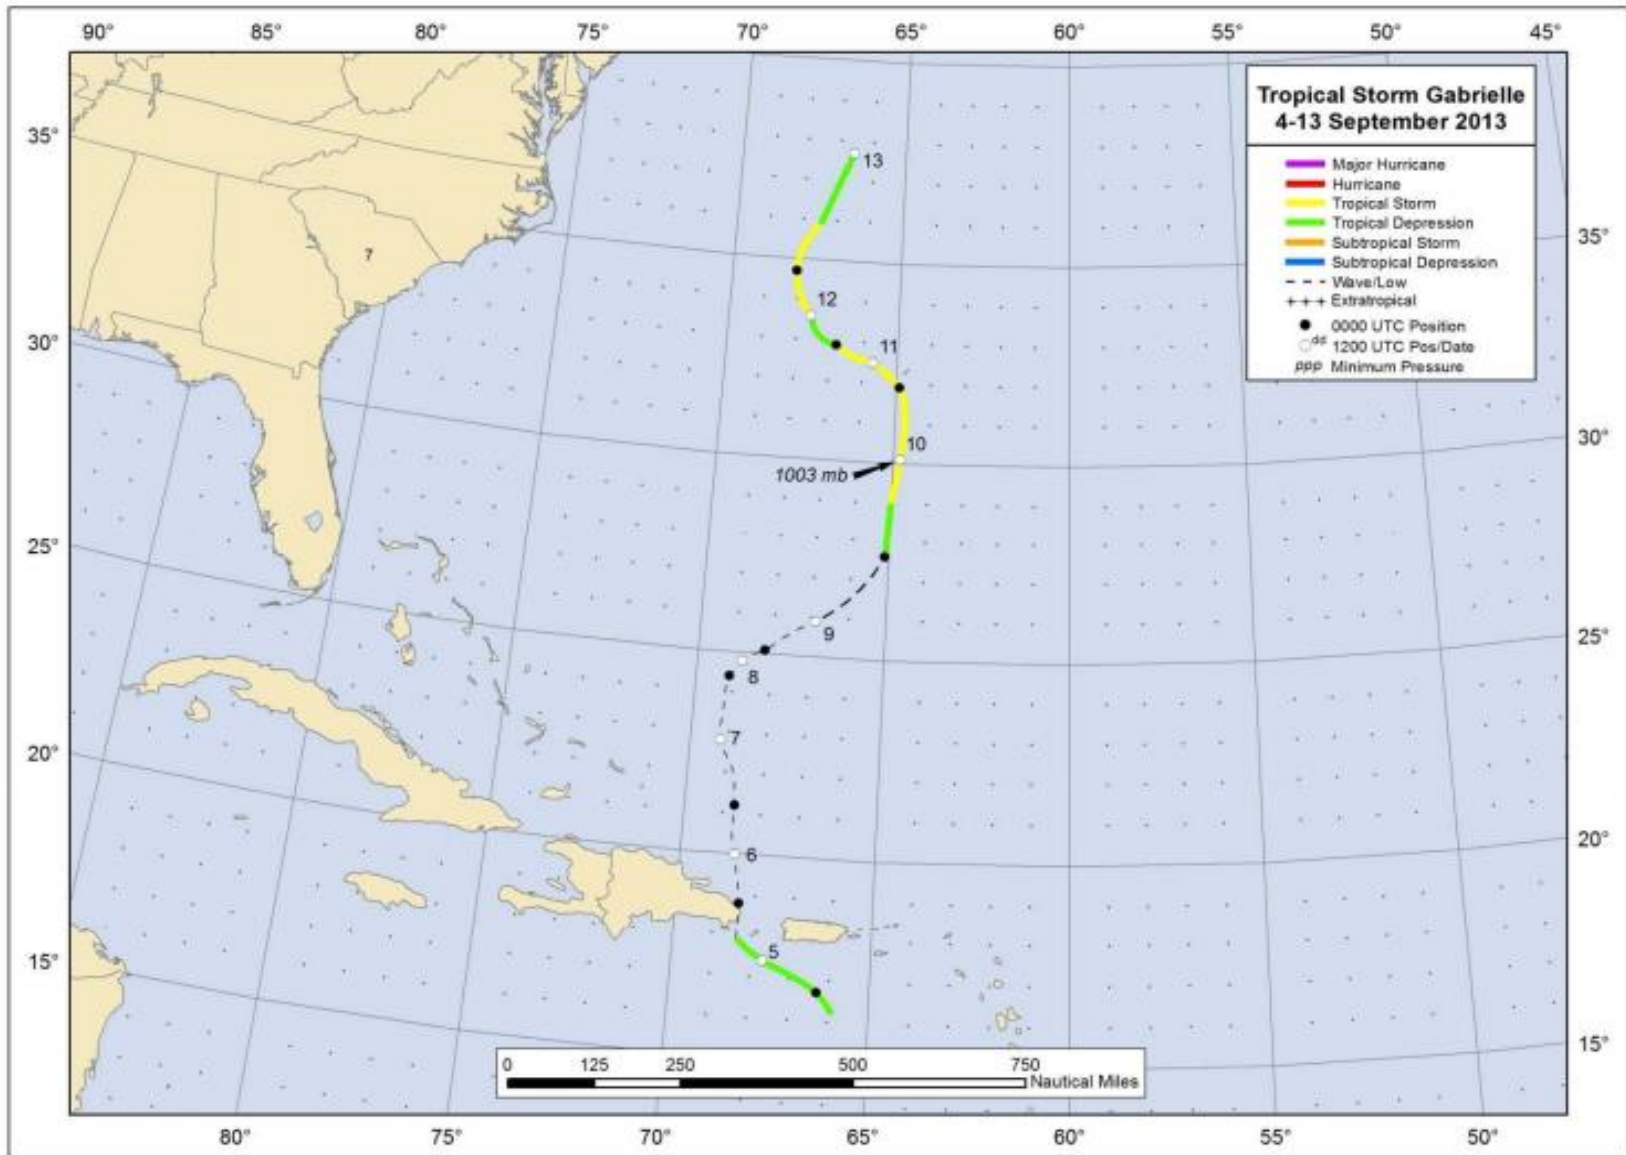 90° 85° 80° 75° 70° 65° 60° 55° 50° 45°
Tropical Storm Gabrielle
4-13 September 2013
Major Hurricane
Hurricane
Tropical Storm
Tropical Depression
Subtropical Storm
Subtropical Depression
Wave/Low
Extratropical
0000 UTC Position
dd 1200 UTC Pos/Date
PPP Minimum Pressure
35°
13
7
35°
12
30°
11
10
30°
1003 mb
25°
9
25°
8
7
20°
6
20°
5
15°
15°
0 125 250 500 750
Nautical Miles
80° 75° 70° 65° 60° 55° 50°